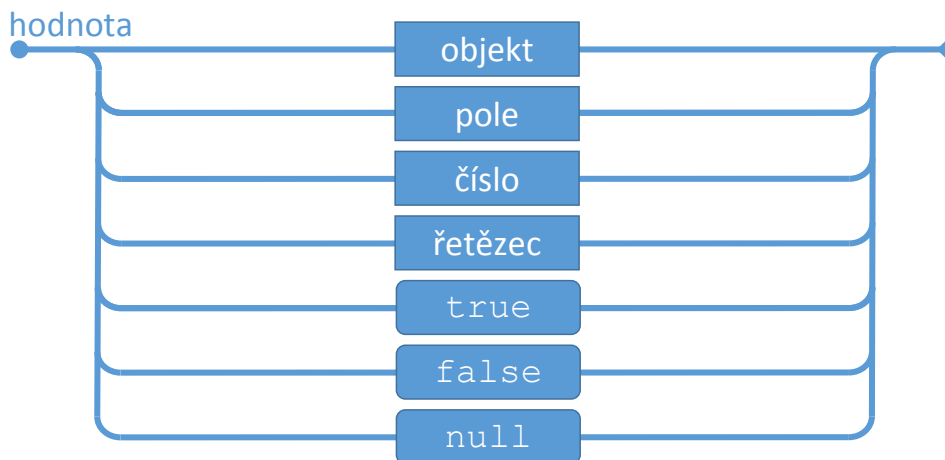 hodnota
objekt
pole
číslo
řetězec
true
false
null